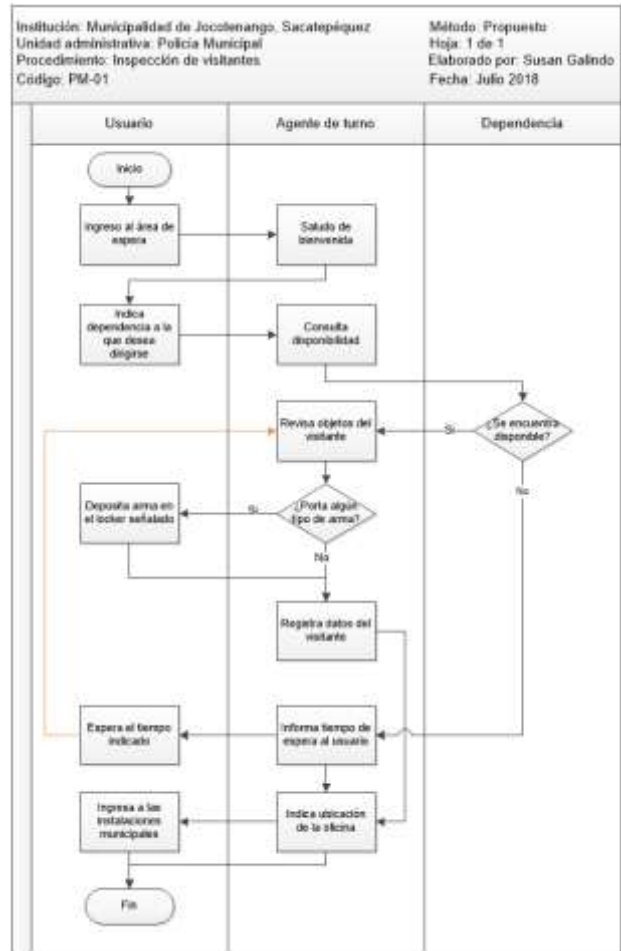 Institución: Municipalidad de Jocotenango, Sacatepéquez
Unidad administrativa: Policía Municipal
Procedimiento: Inspección de visitantes
Código: PM-01
Método: Propuesto
Hoja: 1 de 1
Elaborado por: Susan Galindo
Fecha: Julio 2018
Usuario
Agente de turno
Dependencia
Inicio
Ingreso al área de
espera
Saludo de
bienvenida
Indica
dependencia a la
que desea
dirigirse
Consulta
disponibilidad
¿Se encuentra
disponible?
Si
No
Revisa objetos del
visitante
¿Porta algún
tipo de arma?
Si
No
Deposita arma en
el locker señalado
Registra datos del
visitante
Espera el tiempo
indicado
Informa tiempo de
espera al usuario
Ingresa a las
instalaciones
municipales
Indica ubicación
de la oficina
Fin